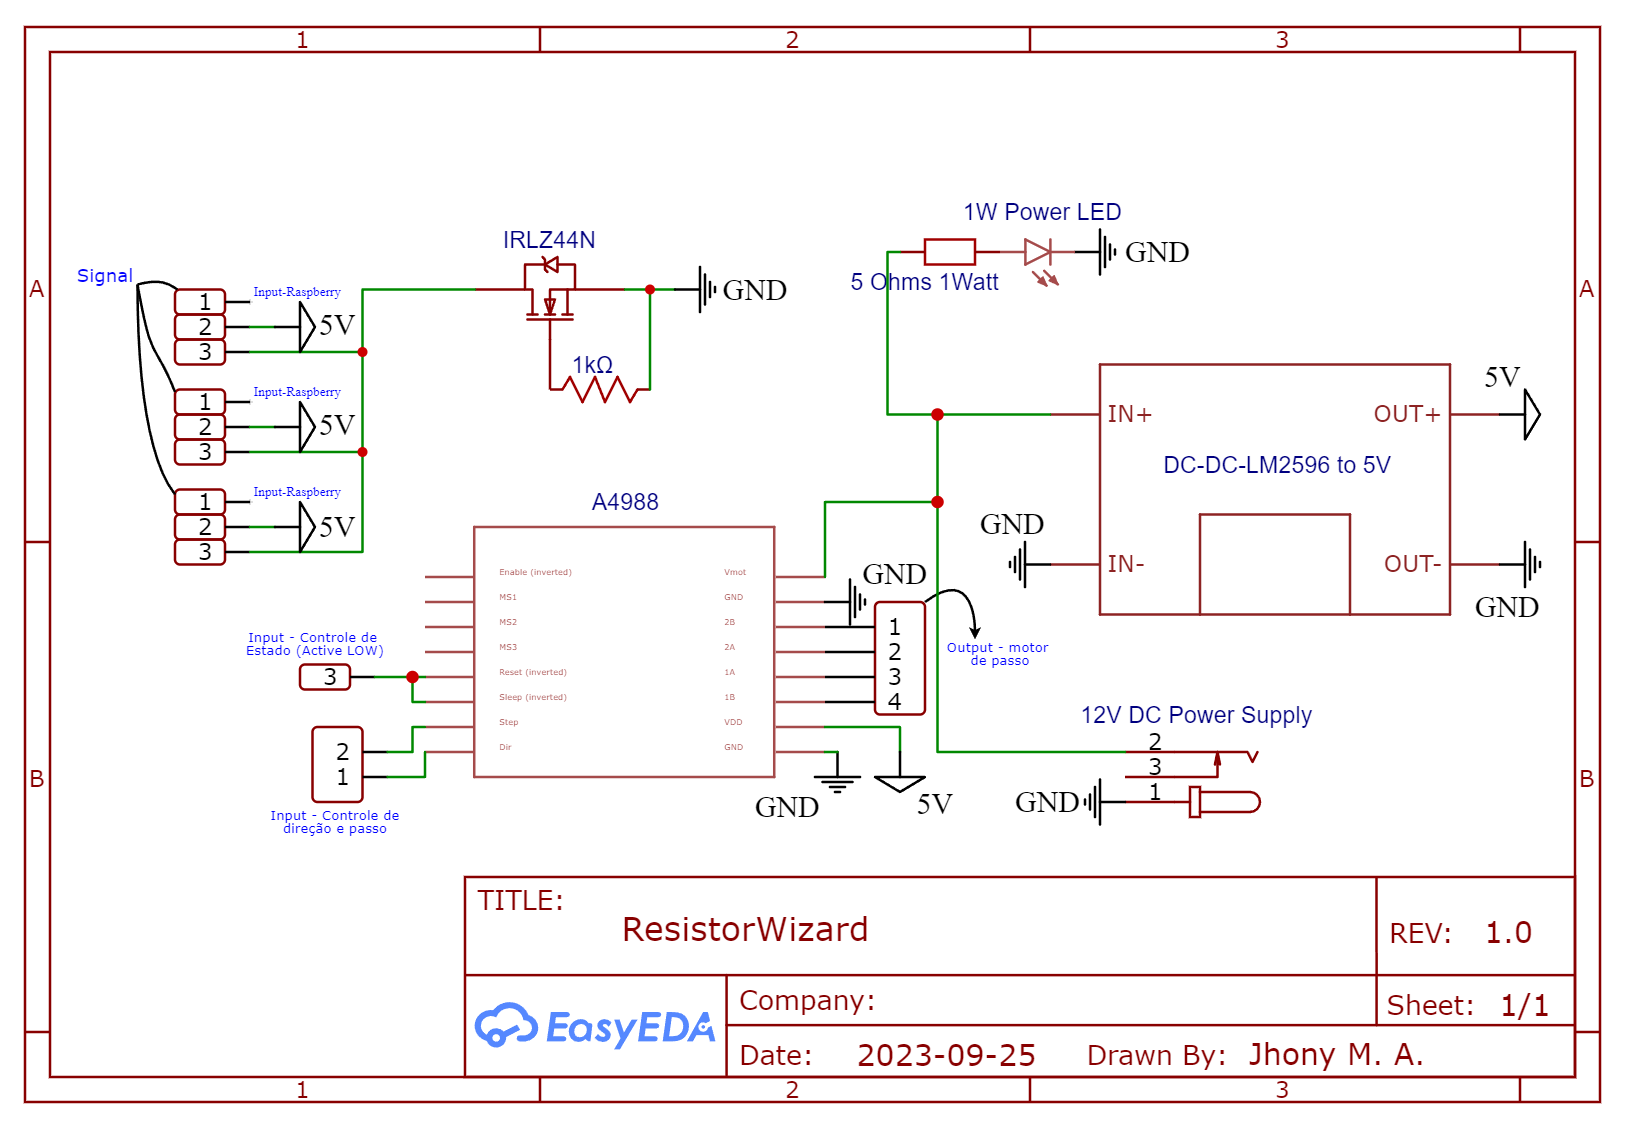 1 2 3
A A
B B
1W Power LED
IRLZ44N
GND
5 Ohms 1Watt
Signal
GND
1 Input-Raspberry
2 5V
3
1kΩ
5V
1 Input-Raspberry
2 5V
3
IN+ OUT+
DC-DC-LM2596 to 5V
GND
IN- OUT-
GND
1 Input-Raspberry
2 5V
3
A4988
Enable (inverted) Vmot
MS1 GND
MS2 2B
MS3 2A
Reset (inverted) 1A
Sleep (inverted) 1B
Step VDD
Dir GND
GND
1
2
3
4
Output - motor
de passo
Input - Controle de
Estado (Active LOW)
3
2
1
Input - Controle de
direção e passo
GND
5V
12V DC Power Supply
2
3
GND 1
TITLE:
ResistorWizard
REV: 1.0
EasyEDA
Company:
Sheet: 1/1
Date: 2023-09-25 Drawn By: Jhony M. A.
1 2 3